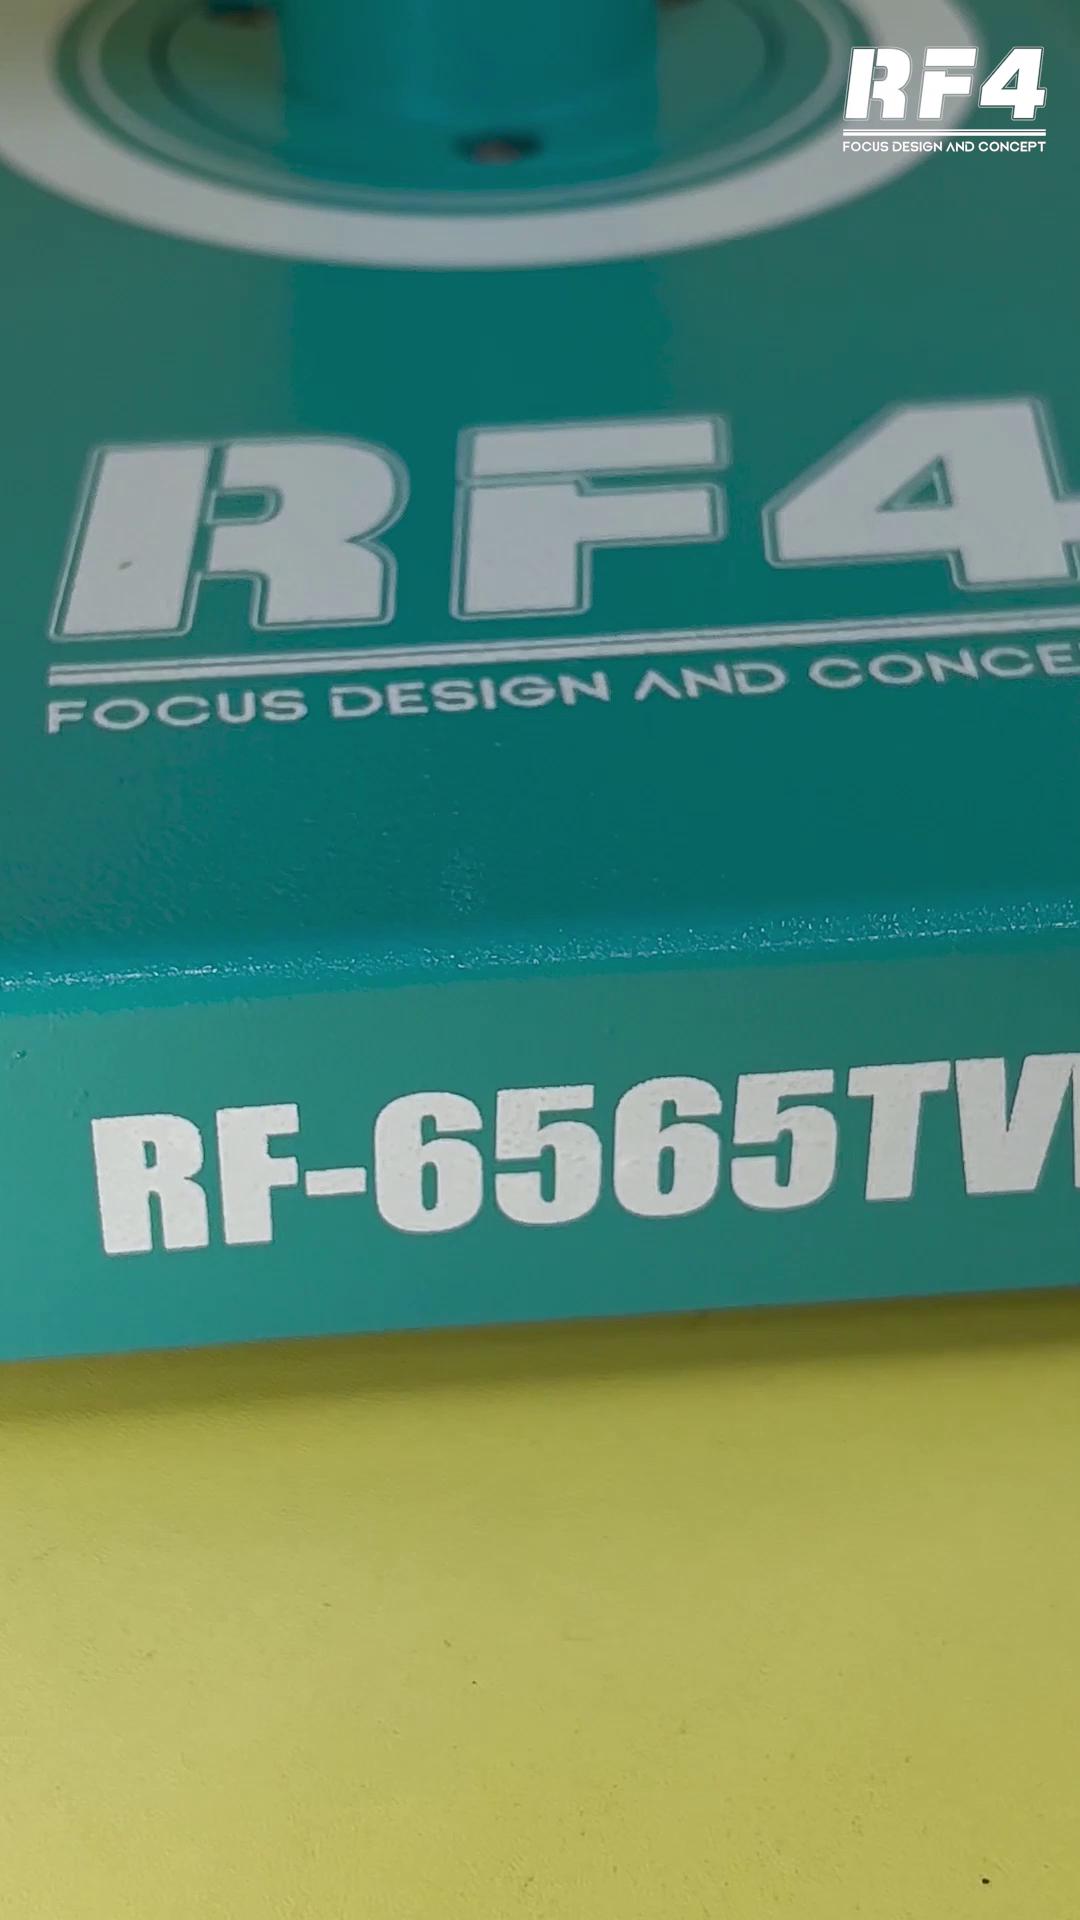 RF4
FOCUS DESIGN AND CONCEPT
RF4
FOCUS DESIGN AND CONCE
RF-6565TV